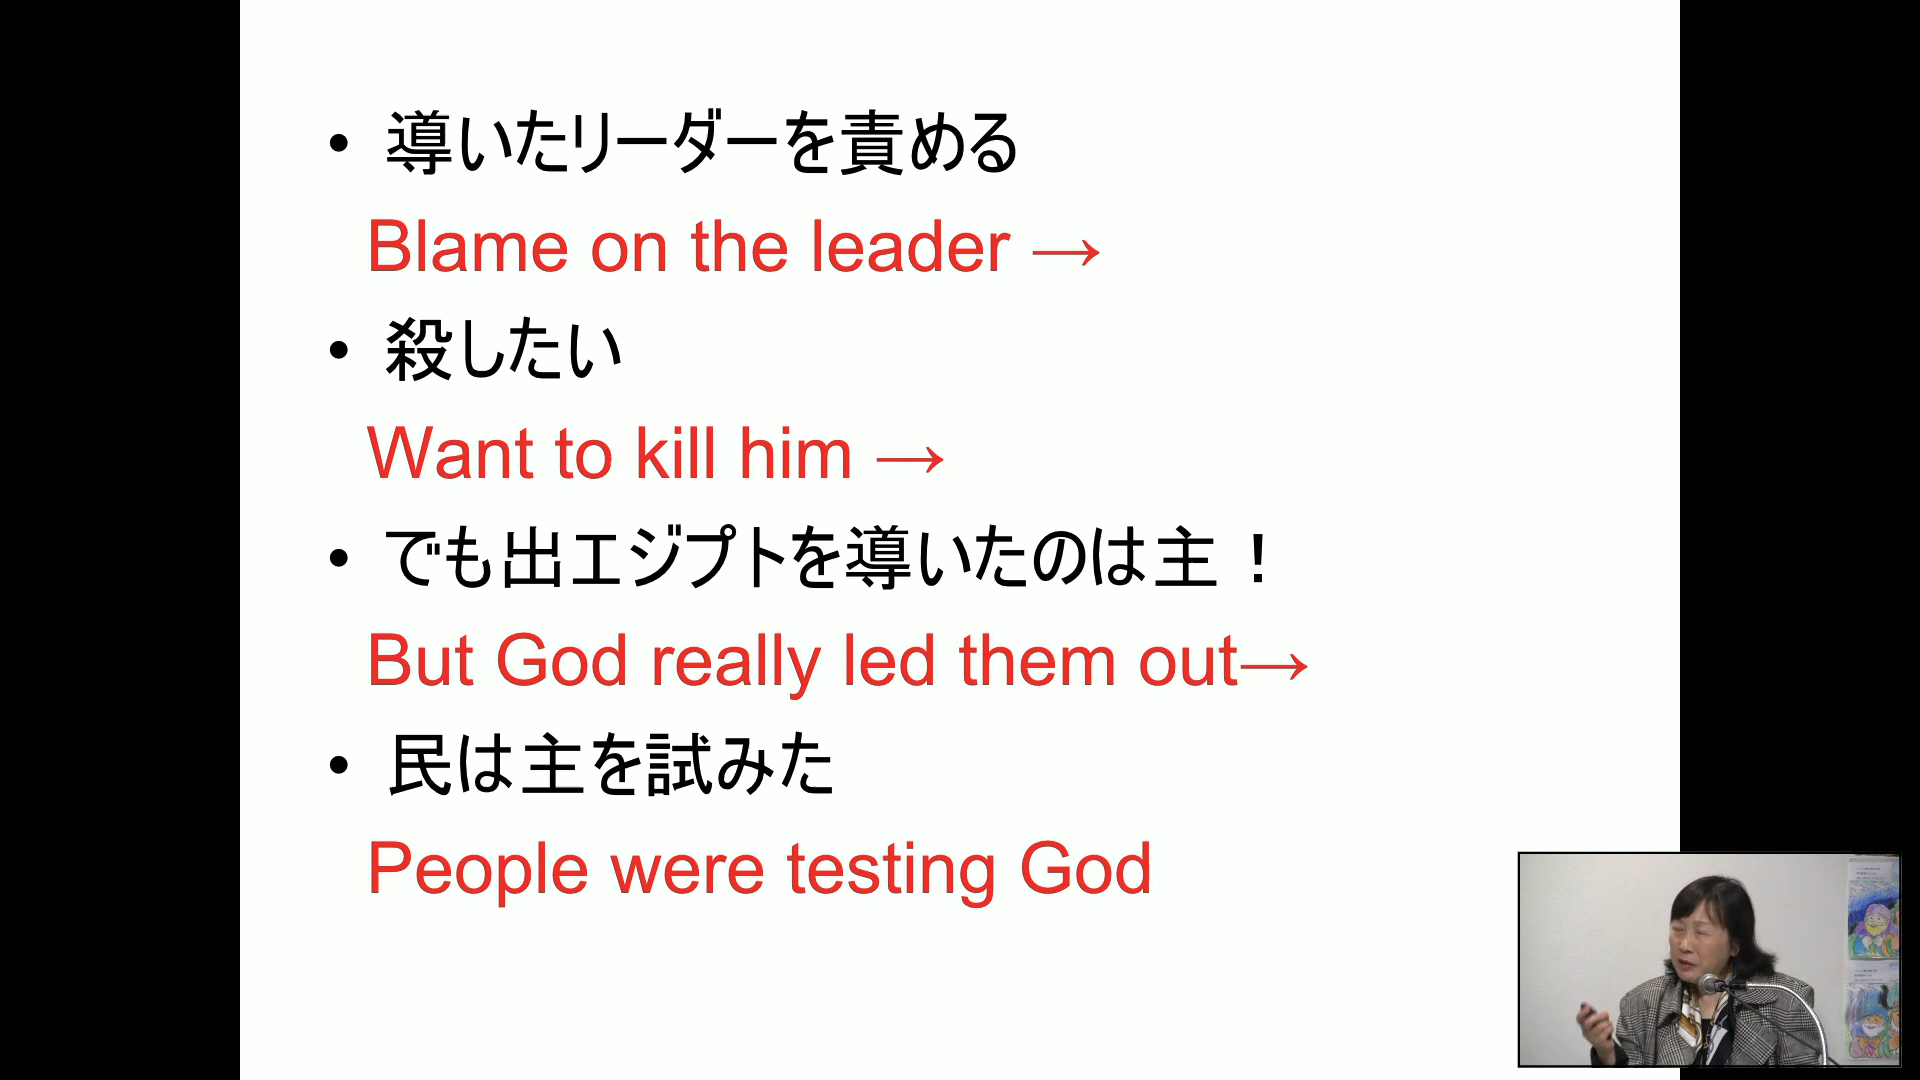 • 導いたリーダーを責める
Blame on the leader →
• 殺したい
Want to kill him →
• でも出エジプトを導いたのは主！
But God really led them out→
• 民は主を試みた
People were testing God